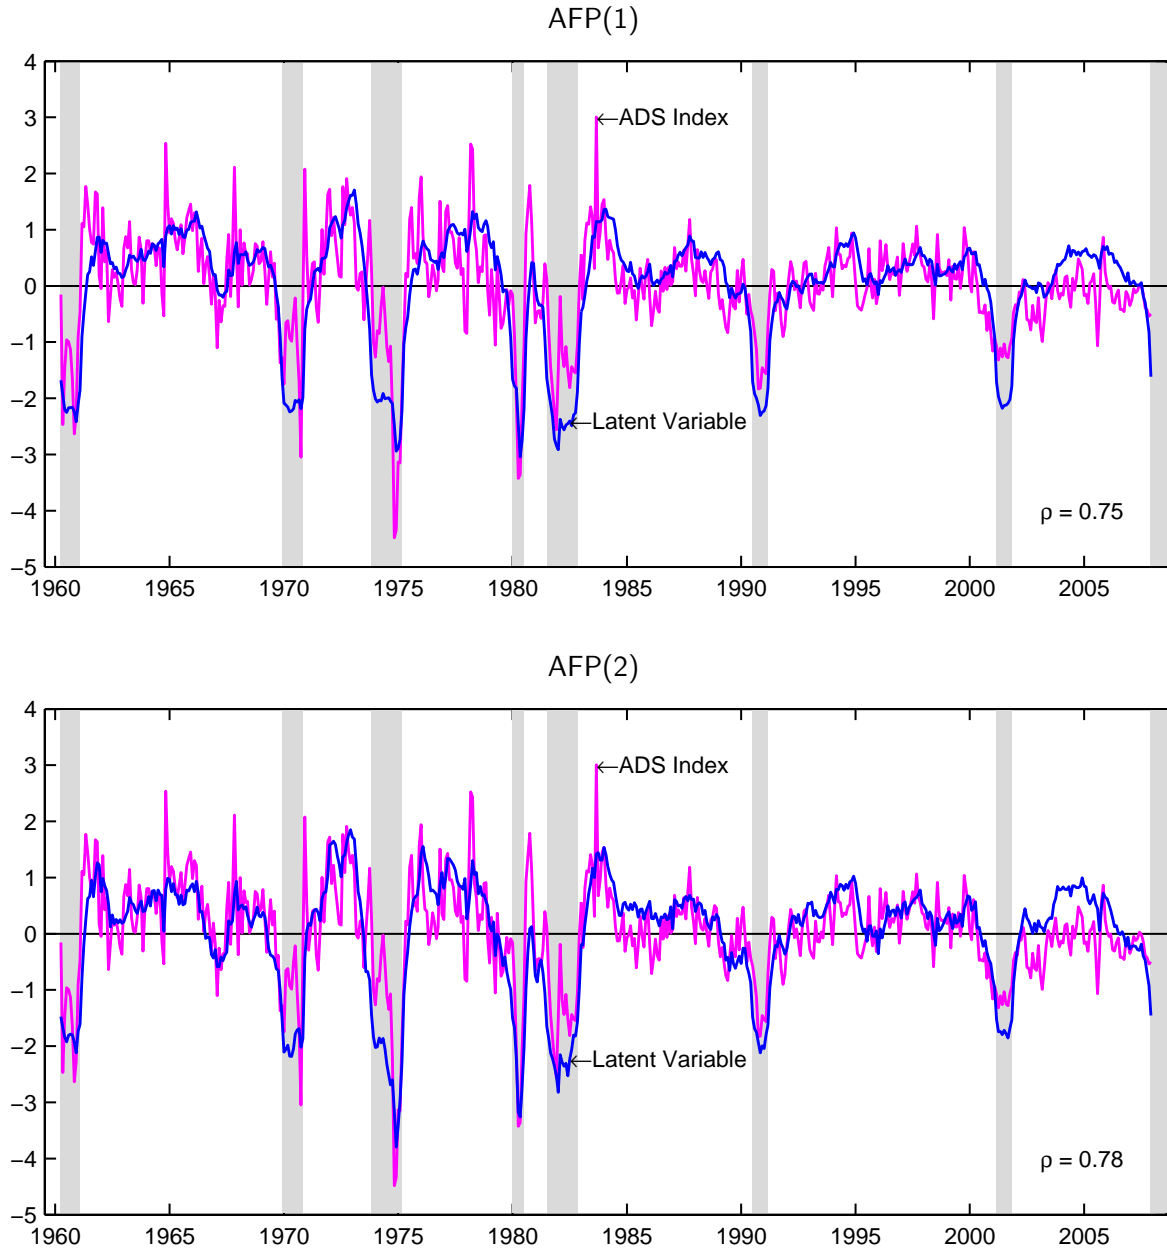 AFP(1)
4
3
2
1
0
−1
−2
−3
−4
−5
←ADS Index
←Latent Variable
ρ = 0.75
1960 1965 1970 1975 1980 1985 1990 1995 2000 2005
AFP(2)
4
3
2
1
0
−1
−2
−3
−4
−5
←ADS Index
←Latent Variable
ρ = 0.78
1960 1965 1970 1975 1980 1985 1990 1995 2000 2005